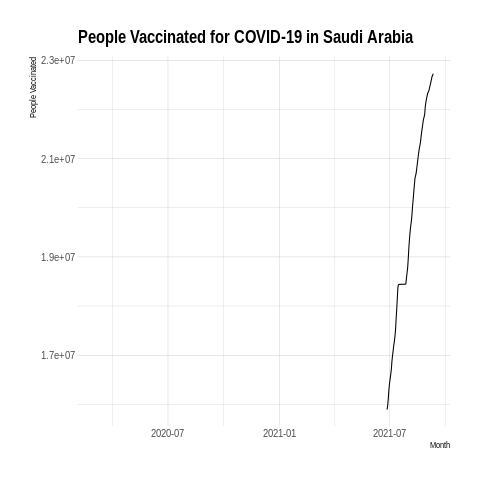 People Vaccinated for COVID-19 in Saudi Arabia
People Vaccinated
2.3e+07
2.1e+07
1.9e+07
1.7e+07
2020-07 2021-01 2021-07
Month